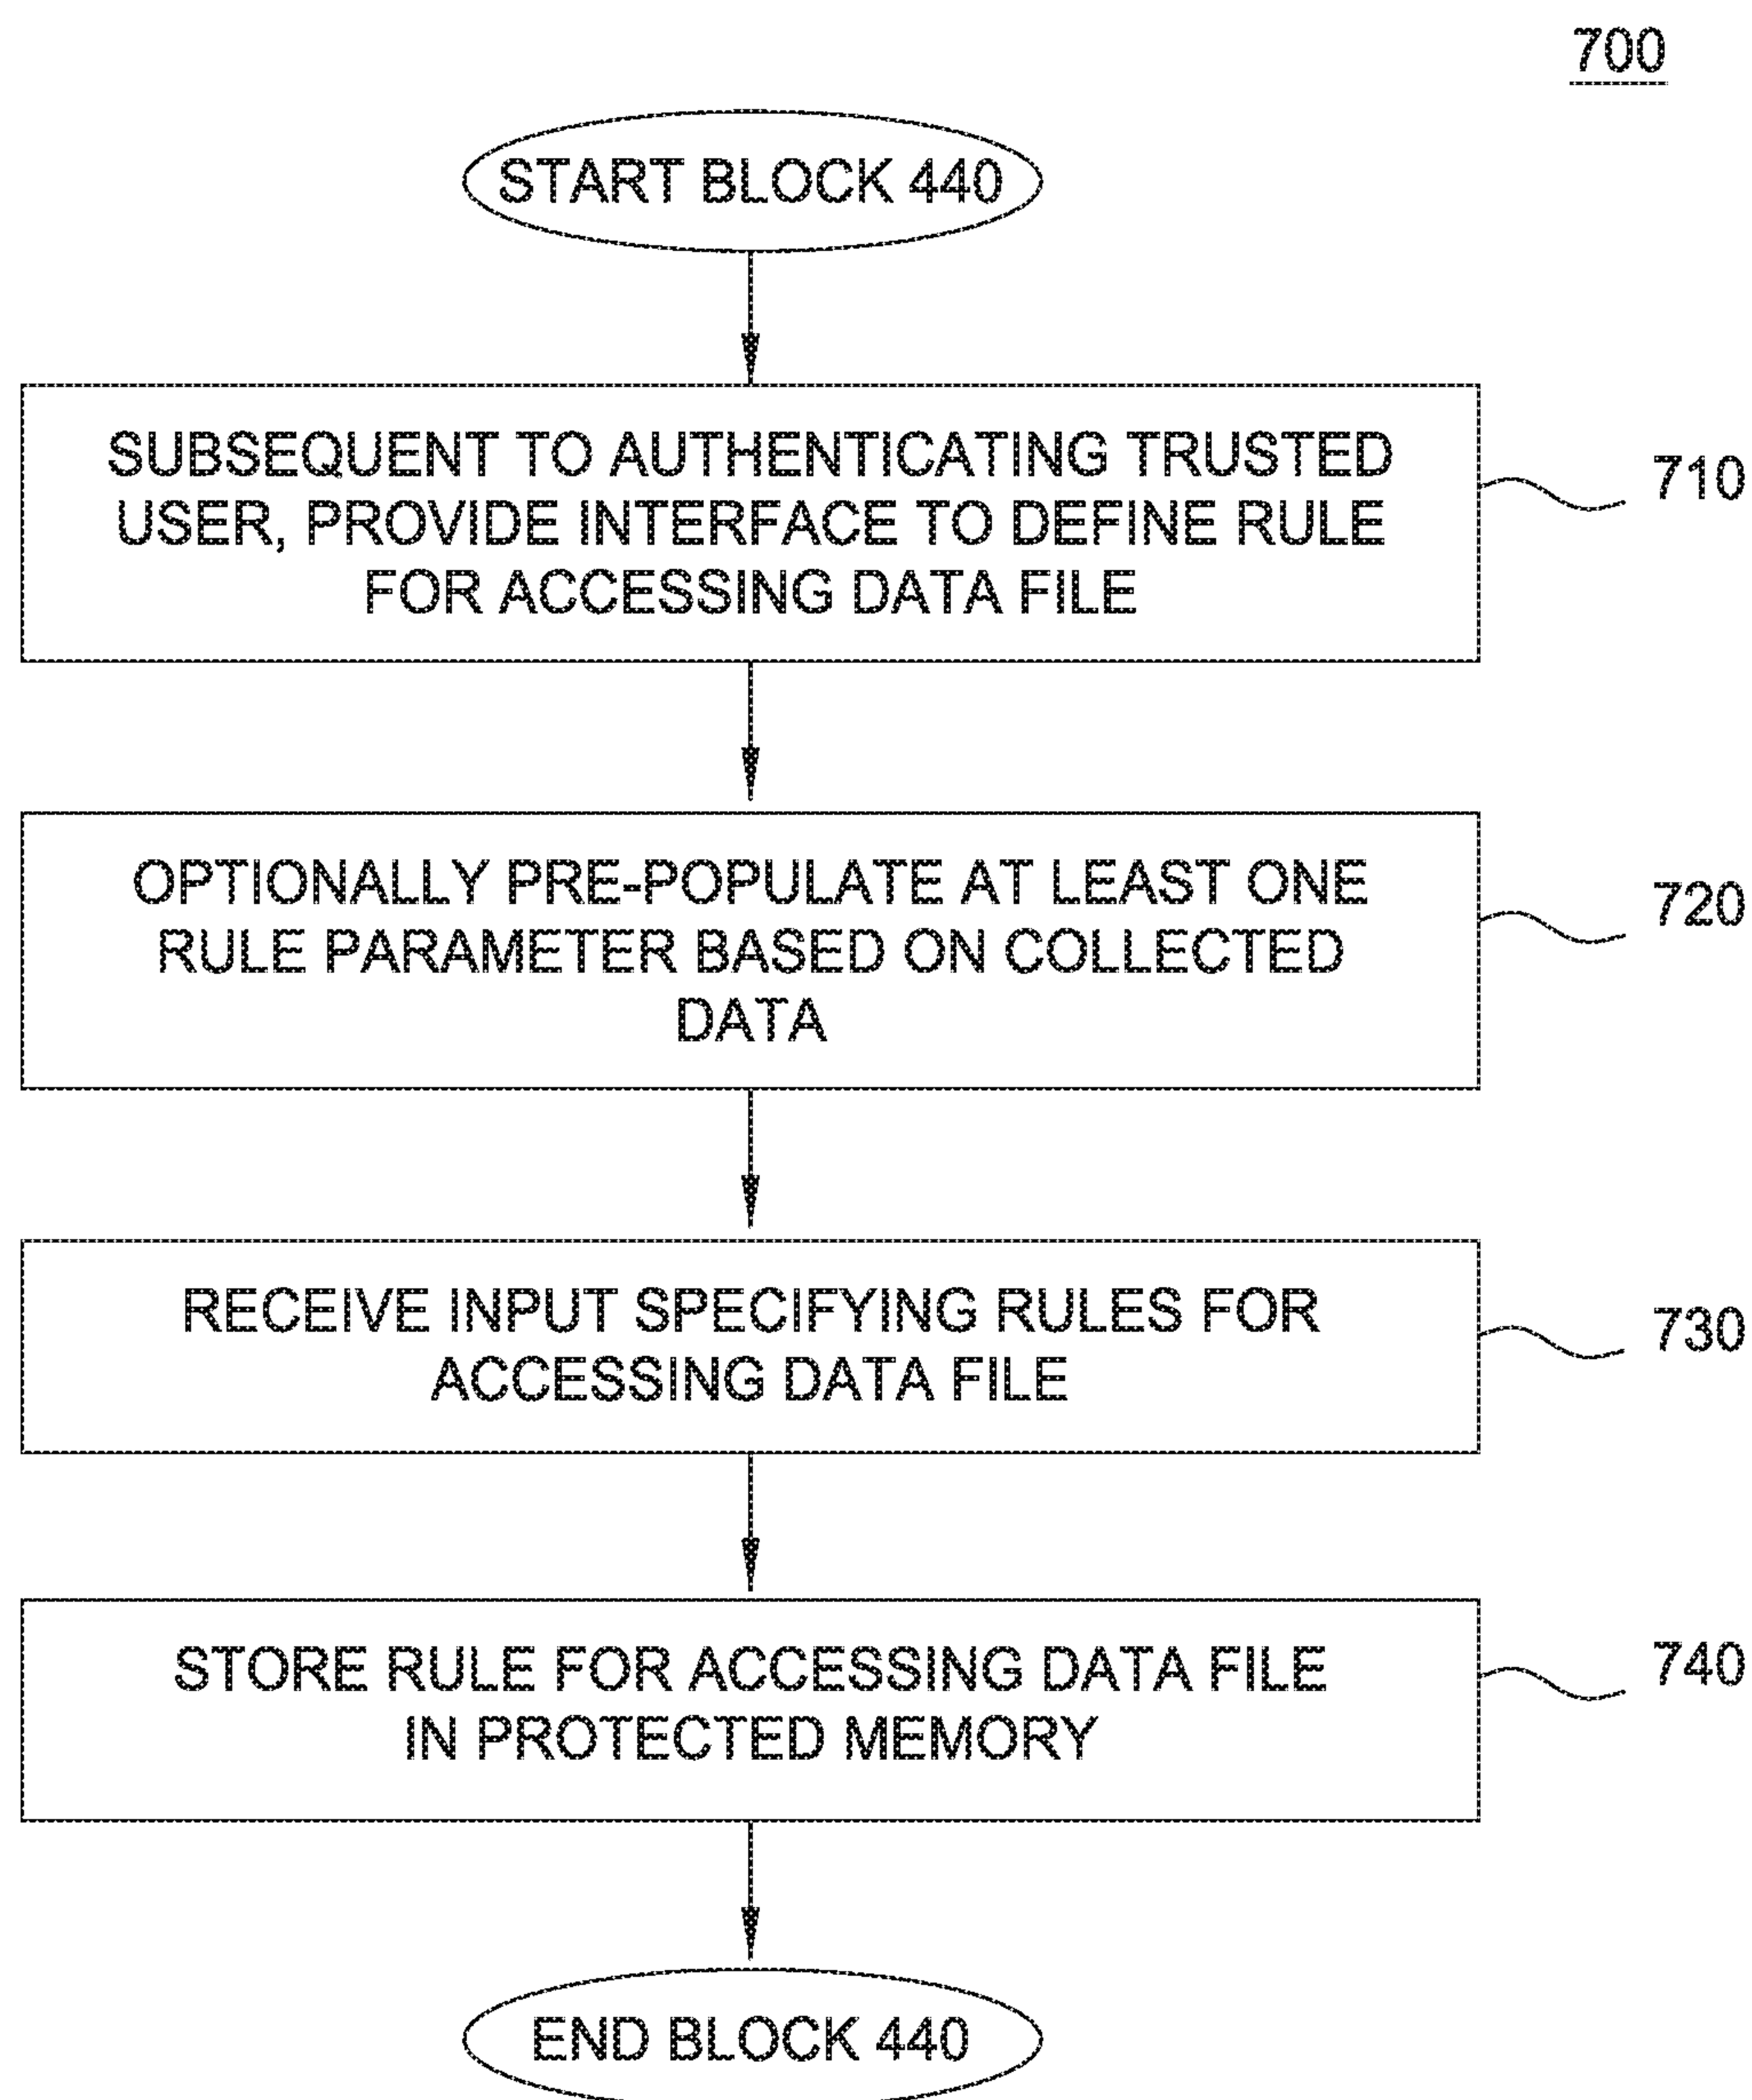 700
START BLOCK 440
SUBSEQUENT TO AUTHENTICATING TRUSTED
USER, PROVIDE INTERFACE TO DEFINE RULE
FOR ACCESSING DATA FILE
710
OPTIONALLY PRE-POPULATE AT LEAST ONE
RULE PARAMETER BASED ON COLLECTED
DATA
720
RECEIVE INPUT SPECIFYING RULES FOR
ACCESSING DATA FILE
730
STORE RULE FOR ACCESSING DATA FILE
IN PROTECTED MEMORY
740
END BLOCK 440